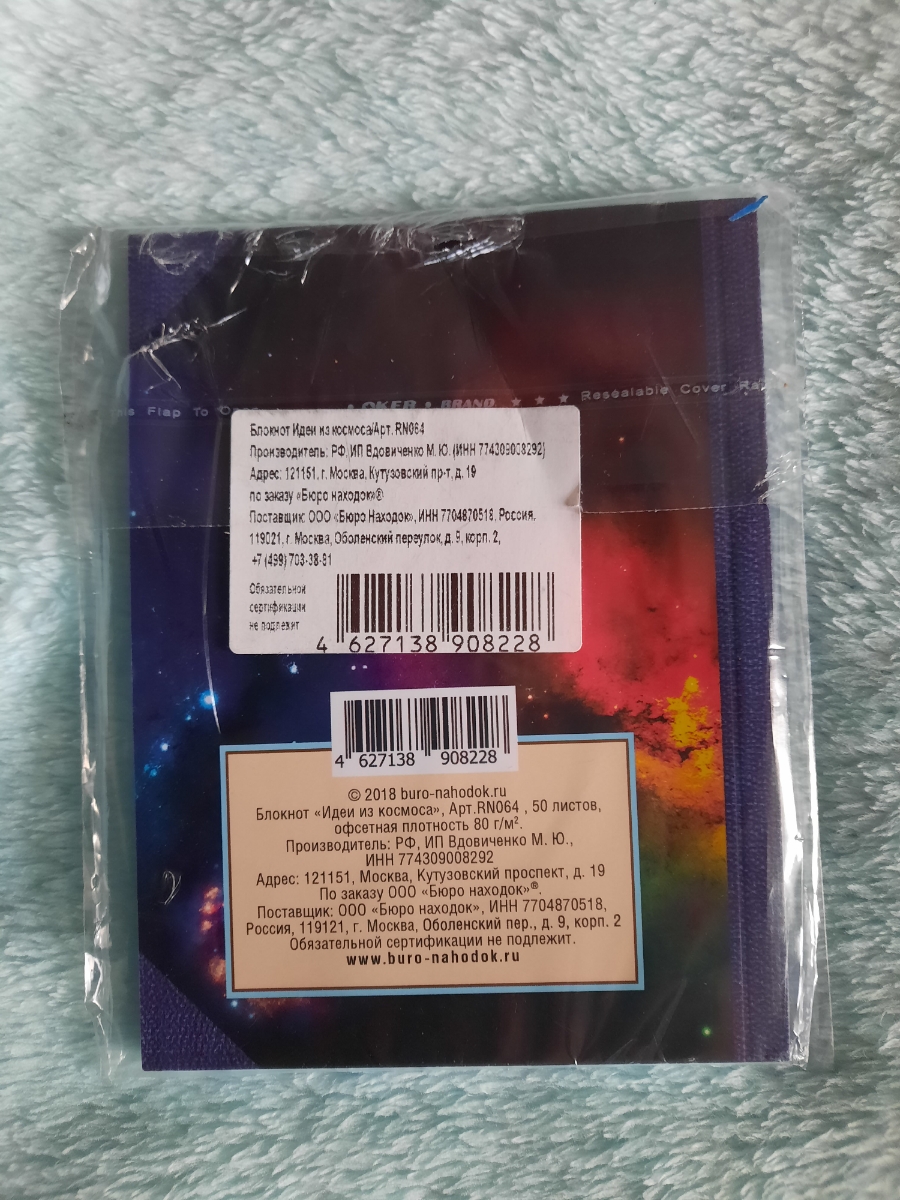 Flap To
OKER • BRAND. ★ ★ ★ Resealable Cover
Блокнот Идеи из космоса/Арт. RN064
Производитель: РФ, ИП Вдовиченко М. Ю. (ИНН 774309008292)
Адрес: 121151, г. Москва, Кутузовский пр-т, д. 19
по заказу «Бюро находок»®
Поставщик: ООО «Бюро Находок», ИНН 7704870518, Россия,
119021, г. Москва, Оболенский переулок, д. 9, корп. 2,
+7 (499) 703-38-81
Обязательной
сертификации
не подлежит
4 627138 908228
4 627138 908228
© 2018 buro-nahodok.ru
Блокнот «Идеи из космоса», Арт.RN064 , 50 листов,
офсетная плотность 80 г/м².
Производитель: РФ, ИП Вдовиченко М. Ю.,
ИНН 774309008292
Адрес: 121151, Москва, Кутузовский проспект, д. 19
По заказу ООО «Бюро находок»®.
Поставщик: ООО «Бюро находок», ИНН 7704870518,
Россия, 119121, г. Москва, Оболенский пер., д. 9, корп. 2
Обязательной сертификации не подлежит.
www.buro-nahodok.ru